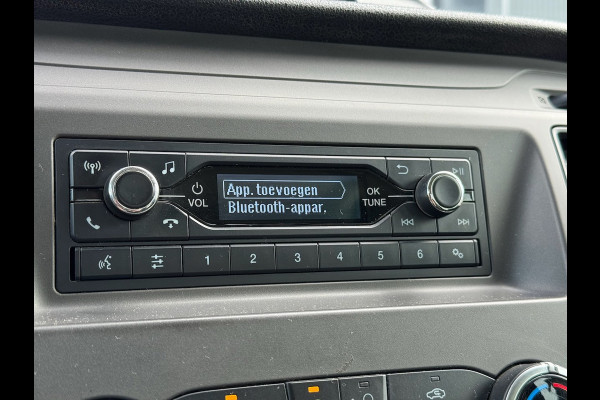 App. toevoegen
Bluetooth-appar.
VOL
OK
TUNE
1 2 3 4 5 6